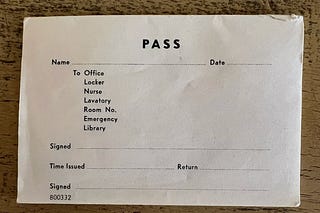 PASS
Name Date
To Office
Locker
Nurse
Lavatory
Room No.
Emergency
Library
Signed
Time Issued Return
Signed
800332